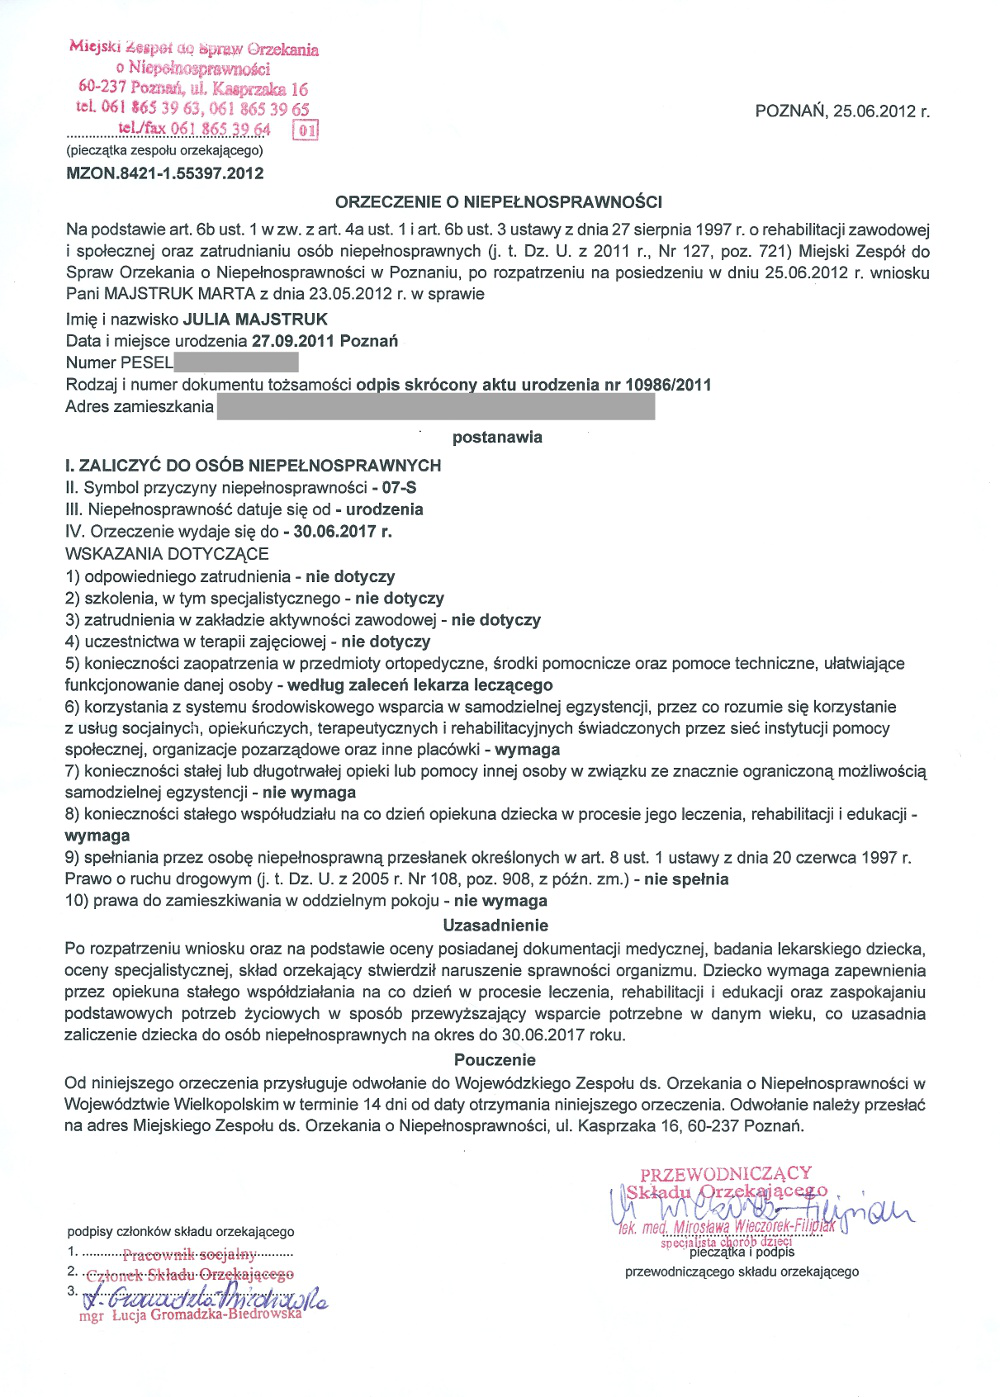 Miejski Zespół do Spraw Orzekania
o Niepełnosprawności
60-237 Poznań, ul. Kasprzaka 16
tel. 061 865 39 63, 061 865 39 65
tel./fax 061 865 39 64 01
(pieczątka zespołu orzekającego)
POZNAŃ, 25.06.2012 r.
MZON.8421-1.55397.2012
ORZECZENIE O NIEPEŁNOSPRAWNOŚCI
Na podstawie art. 6b ust. 1 w zw. z art. 4a ust. 1 i art. 6b ust. 3 ustawy z dnia 27 sierpnia 1997 r. o rehabilitacji zawodowej
i społecznej oraz zatrudnianiu osób niepełnosprawnych (j. t. Dz. U. z 2011 r., Nr 127, poz. 721) Miejski Zespół do
Spraw Orzekania o Niepełnosprawności w Poznaniu, po rozpatrzeniu na posiedzeniu w dniu 25.06.2012 r. wniosku
Pani MAJSTRUK MARTA z dnia 23.05.2012 r. w sprawie
Imię i nazwisko JULIA MAJSTRUK
Data i miejsce urodzenia 27.09.2011 Poznań
Numer PESEL
Rodzaj i numer dokumentu tożsamości odpis skrócony aktu urodzenia nr 10986/2011
Adres zamieszkania
postanawia
I. ZALICZYĆ DO OSÓB NIEPEŁNOSPRAWNYCH
II. Symbol przyczyny niepełnosprawności - 07-S
III. Niepełnosprawność datuje się od - urodzenia
IV. Orzeczenie wydaje się do - 30.06.2017 r.
WSKAZANIA DOTYCZĄCE
1) odpowiedniego zatrudnienia - nie dotyczy
2) szkolenia, w tym specjalistycznego - nie dotyczy
3) zatrudnienia w zakładzie aktywności zawodowej - nie dotyczy
4) uczestnictwa w terapii zajęciowej - nie dotyczy
5) konieczności zaopatrzenia w przedmioty ortopedyczne, środki pomocnicze oraz pomoce techniczne, ułatwiające
funkcjonowanie danej osoby - według zaleceń lekarza leczącego
6) korzystania z systemu środowiskowego wsparcia w samodzielnej egzystencji, przez co rozumie się korzystanie
z usług socjalnych, opiekuńczych, terapeutycznych i rehabilitacyjnych świadczonych przez sieć instytucji pomocy
społecznej, organizacje pozarządowe oraz inne placówki - wymaga
7) konieczności stałej lub długotrwałej opieki lub pomocy innej osoby w związku ze znacznie ograniczoną możliwością
samodzielnej egzystencji - nie wymaga
8) konieczności stałego współudziału na co dzień opiekuna dziecka w procesie jego leczenia, rehabilitacji i edukacji -
wymaga
9) spełniania przez osobę niepełnosprawną przesłanek określonych w art. 8 ust. 1 ustawy z dnia 20 czerwca 1997 r.
Prawo o ruchu drogowym (j. t. Dz. U. z 2005 r. Nr 108, poz. 908, z późn. zm.) - nie spełnia
10) prawa do zamieszkiwania w oddzielnym pokoju - nie wymaga
Uzasadnienie
Po rozpatrzeniu wniosku oraz na podstawie oceny posiadanej dokumentacji medycznej, badania lekarskiego dziecka,
oceny specjalistycznej, skład orzekający stwierdził naruszenie sprawności organizmu. Dziecko wymaga zapewnienia
przez opiekuna stałego współdziałania na co dzień w procesie leczenia, rehabilitacji i edukacji oraz zaspokajaniu
podstawowych potrzeb życiowych w sposób przewyższający wsparcie potrzebne w danym wieku, co uzasadnia
zaliczenie dziecka do osób niepełnosprawnych na okres do 30.06.2017 roku.
Pouczenie
Od niniejszego orzeczenia przysługuje odwołanie do Wojewódzkiego Zespołu ds. Orzekania o Niepełnosprawności w
Województwie Wielkopolskim w terminie 14 dni od daty otrzymania niniejszego orzeczenia. Odwołanie należy przesłać
na adres Miejskiego Zespołu ds. Orzekania o Niepełnosprawności, ul. Kasprzaka 16, 60-237 Poznań.
PRZEWODNICZĄCY
Składu Orzekającego
lek. med. Mirosława Wieczorek-Filipiak
specjalista chorób dzieci
pieczątka i podpis
przewodniczącego składu orzekającego
podpisy członków składu orzekającego
1. Pracownik socjalny
2. Członek Składu Orzekającego
3. Ł. Gromadzka-Biedrowska
mgr Łucja Gromadzka-Biedrowska